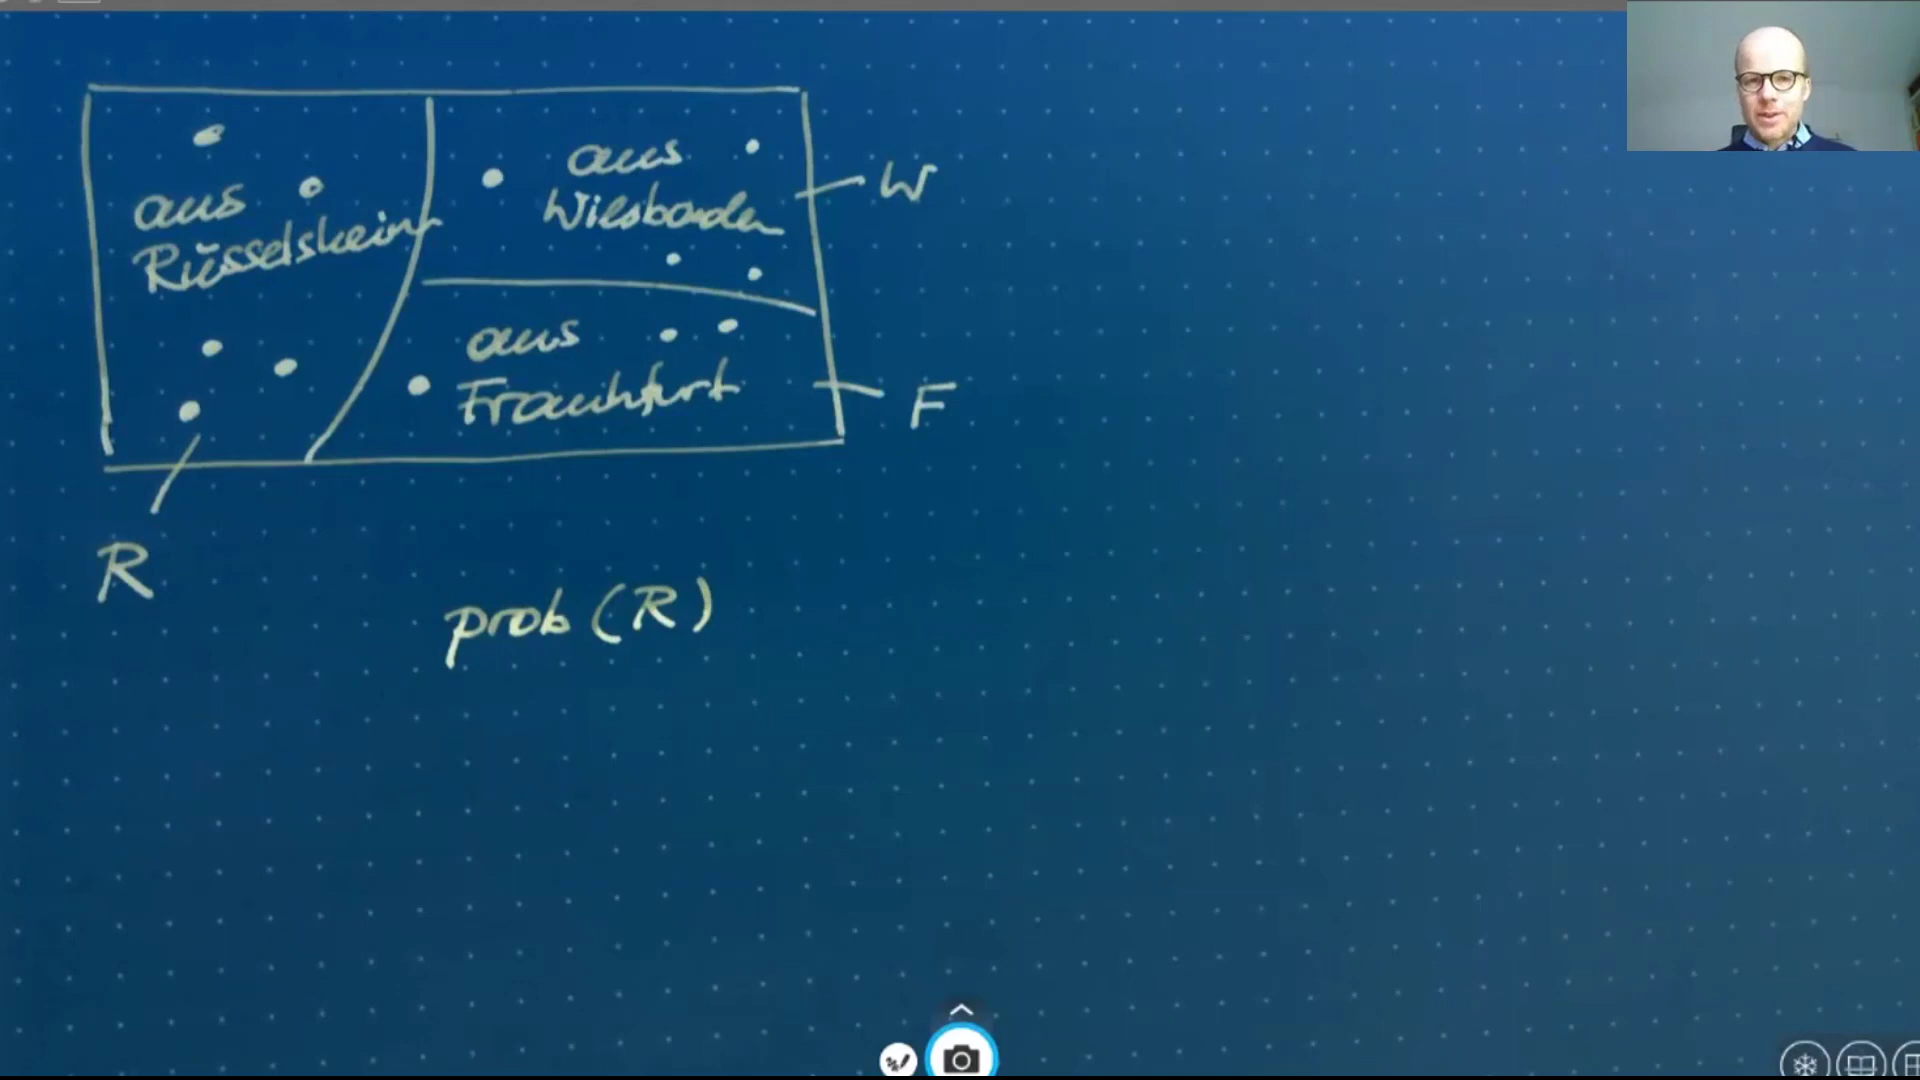 aus
Rüsselsheim
aus
Wiesbaden
W
aus
Frankfurt
F
R
prob (R)